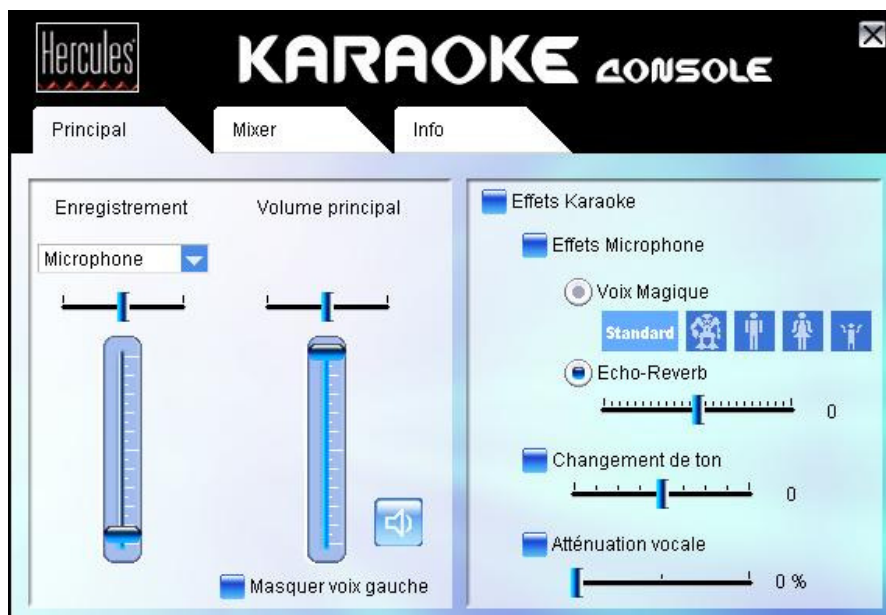 Hercules
KARAOKE CONSOLE
Principal
Mixer
Info
Enregistrement
Volume principal
Microphone
Masquer voix gauche
Effets Karaoke
Effets Microphone
Voix Magique
Standard
Echo-Reverb
0
Changement de ton
0
Atténuation vocale
0 %